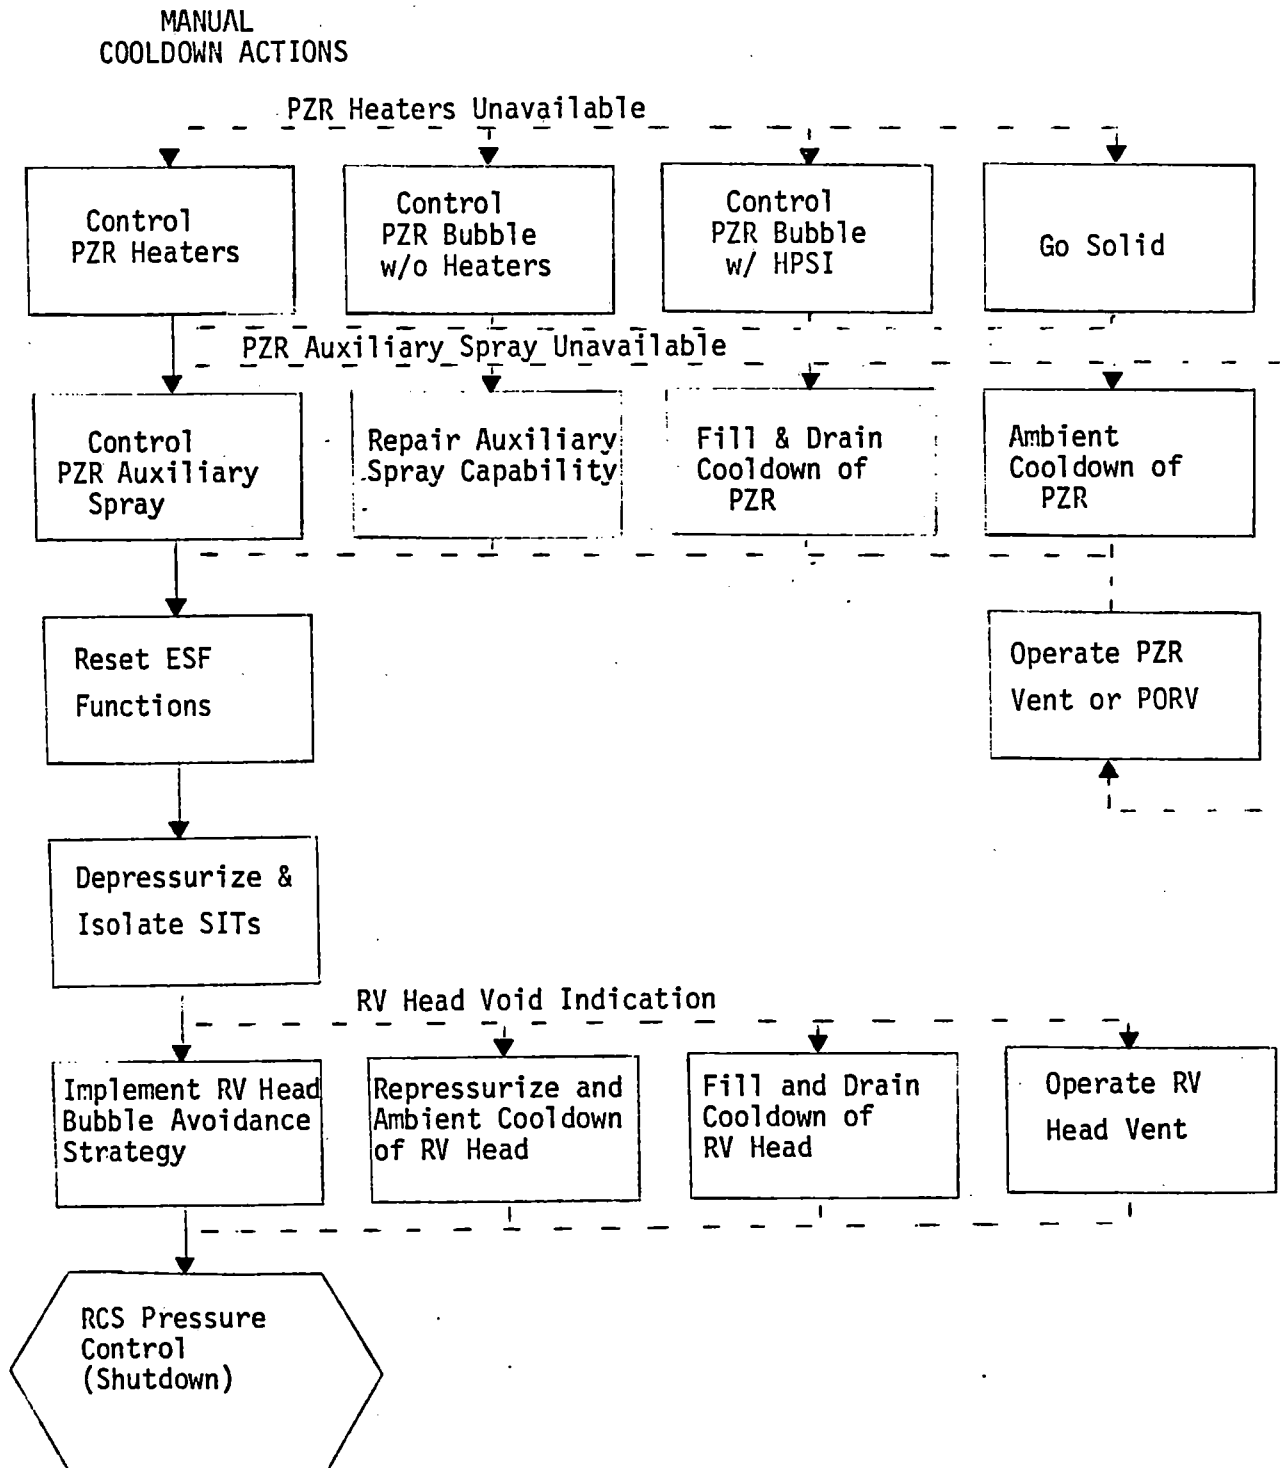 MANUAL
COOLDOWN ACTIONS
PZR Heaters Unavailable
Control
PZR Heaters
Control
PZR Bubble
w/o Heaters
Control
PZR Bubble
w/ HPSI
Go Solid
PZR Auxiliary Spray Unavailable
Control
PZR Auxiliary
Spray
Repair Auxiliary
Spray Capability
Fill & Drain
Cooldown of
PZR
Ambient
Cooldown of
PZR
Reset ESF
Functions
Operate PZR
Vent or PORV
Depressurize &
Isolate SITs
RV Head Void Indication
Implement RV Head
Bubble Avoidance
Strategy
Repressurize and
Ambient Cooldown
of RV Head
Fill and Drain
Cooldown of
RV Head
Operate RV
Head Vent
RCS Pressure
Control
(Shutdown)